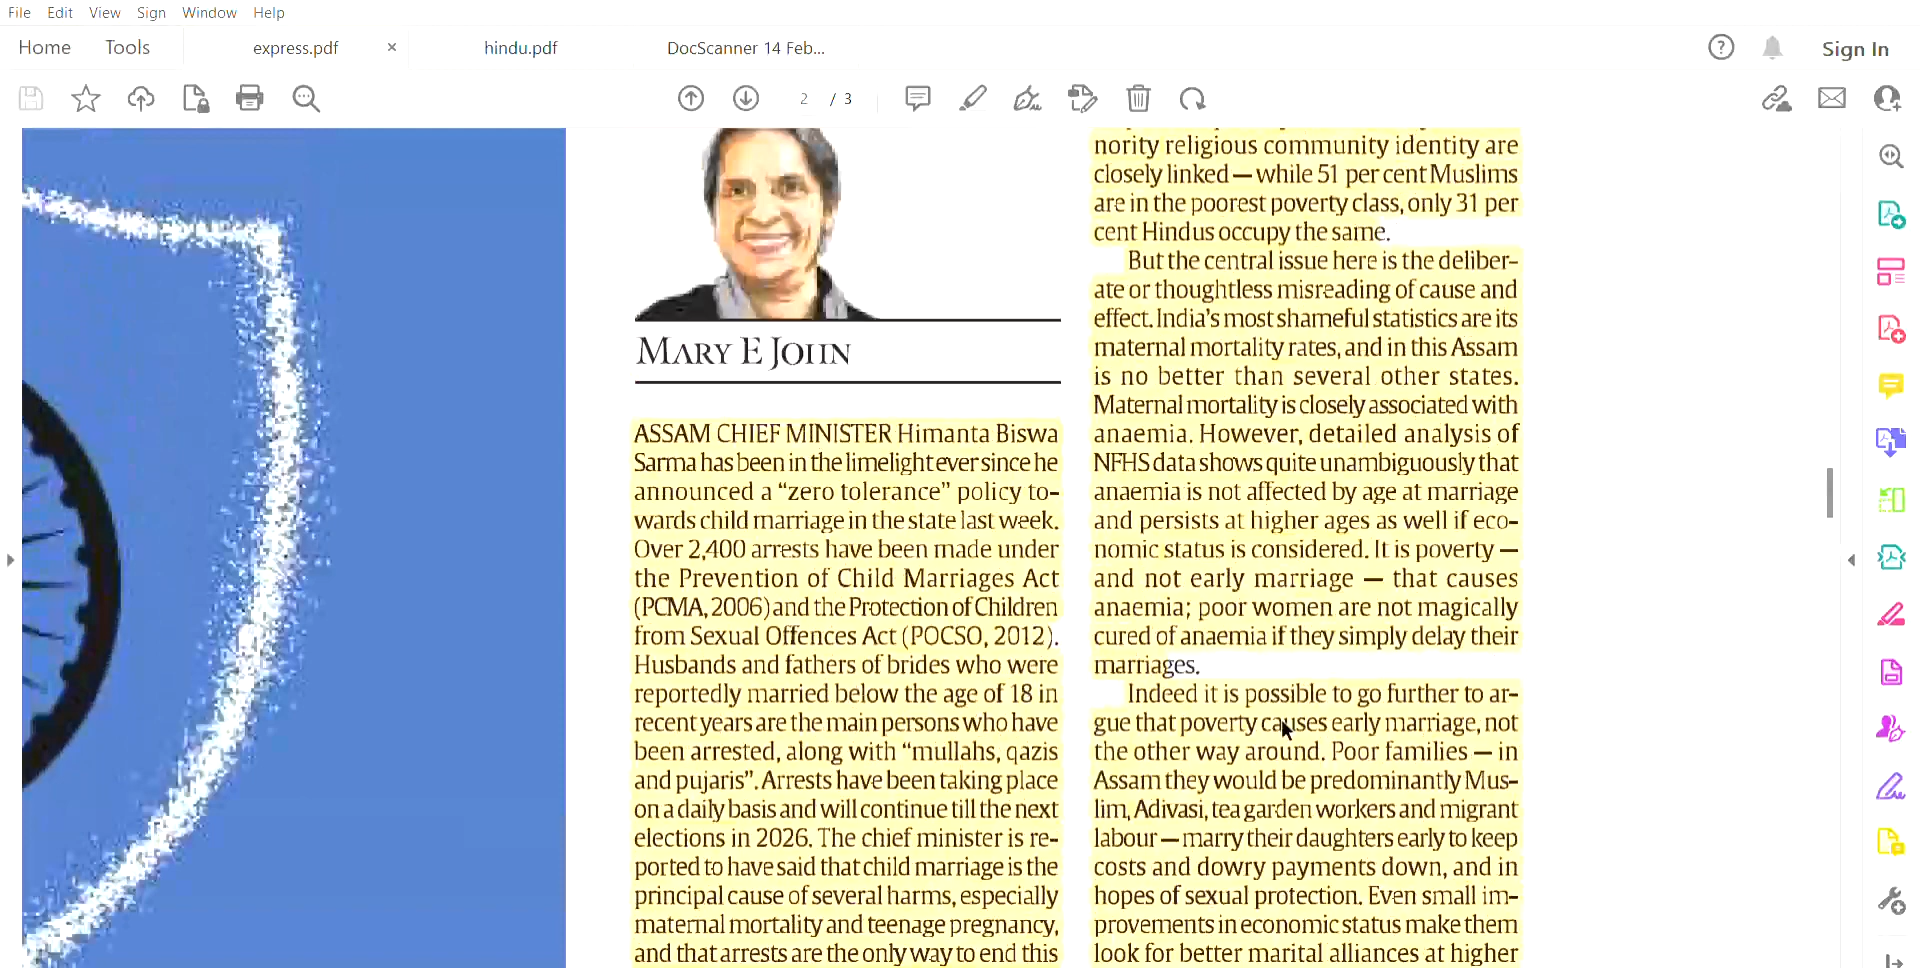 File Edit View Sign Window Help
Home Tools express.pdf × hindu.pdf DocScanner 14 Feb... Sign In
2 / 3
MARY E JOHN
ASSAM CHIEF MINISTER Himanta Biswa
Sarma has been in the limelight ever since he
announced a “zero tolerance” policy to-
wards child marriage in the state last week.
Over 2,400 arrests have been made under
the Prevention of Child Marriages Act
(PCMA, 2006) and the Protection of Children
from Sexual Offences Act (POCSO, 2012).
Husbands and fathers of brides who were
reportedly married below the age of 18 in
recent years are the main persons who have
been arrested, along with “mullahs, qazis
and pujaris”. Arrests have been taking place
on a daily basis and will continue till the next
elections in 2026. The chief minister is re-
ported to have said that child marriage is the
principal cause of several harms, especially
maternal mortality and teenage pregnancy,
and that arrests are the only way to end this
nority religious community identity are
closely linked — while 51 per cent Muslims
are in the poorest poverty class, only 31 per
cent Hindus occupy the same.
But the central issue here is the deliber-
ate or thoughtless misreading of cause and
effect. India’s most shameful statistics are its
maternal mortality rates, and in this Assam
is no better than several other states.
Maternal mortality is closely associated with
anaemia. However, detailed analysis of
NFHS data shows quite unambiguously that
anaemia is not affected by age at marriage
and persists at higher ages as well if eco-
nomic status is considered. It is poverty —
and not early marriage — that causes
anaemia; poor women are not magically
cured of anaemia if they simply delay their
marriages.
Indeed it is possible to go further to ar-
gue that poverty causes early marriage, not
the other way around. Poor families — in
Assam they would be predominantly Mus-
lim, Adivasi, tea garden workers and migrant
labour — marry their daughters early to keep
costs and dowry payments down, and in
hopes of sexual protection. Even small im-
provements in economic status make them
look for better marital alliances at higher